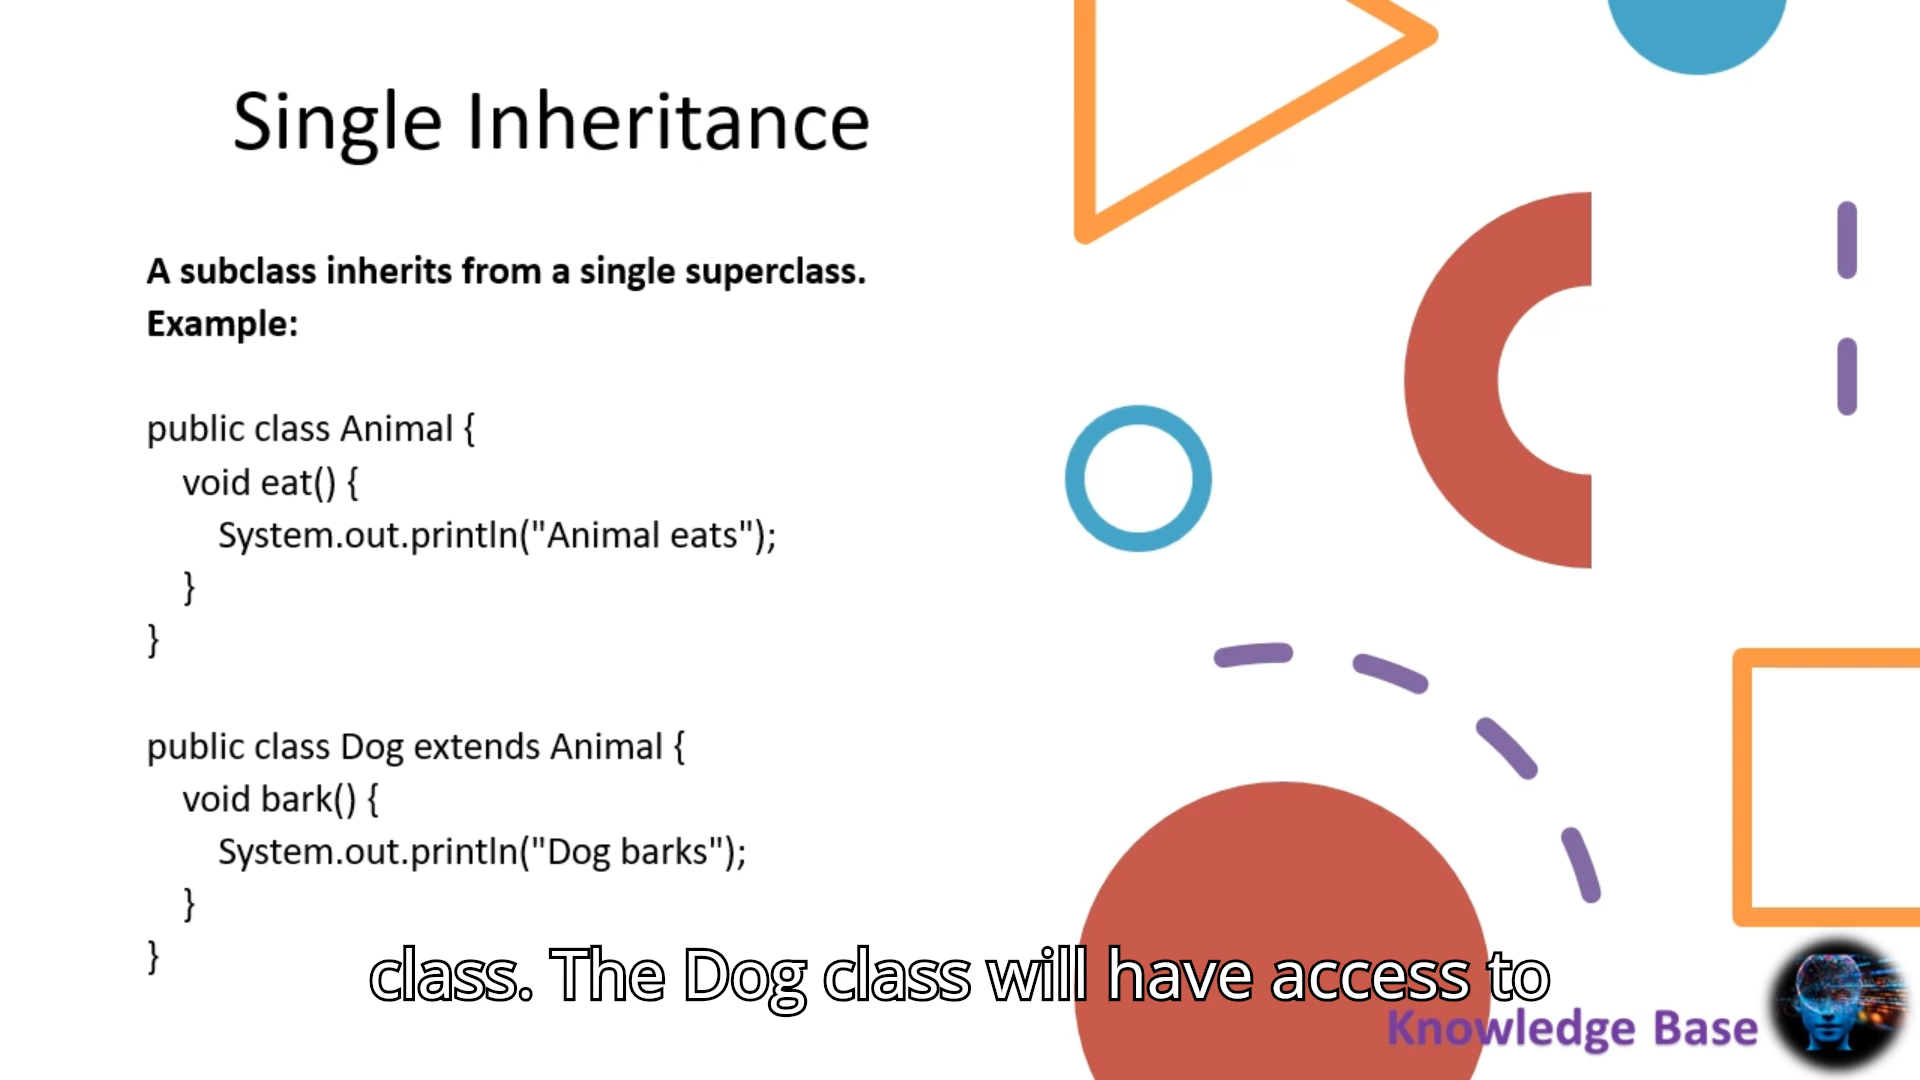 Single Inheritance
A subclass inherits from a single superclass.
Example:
public class Animal {
void eat() {
System.out.println("Animal eats");
}
}
public class Dog extends Animal {
void bark() {
System.out.println("Dog barks");
}
}
class. The Dog class will have access to
Knowledge Base